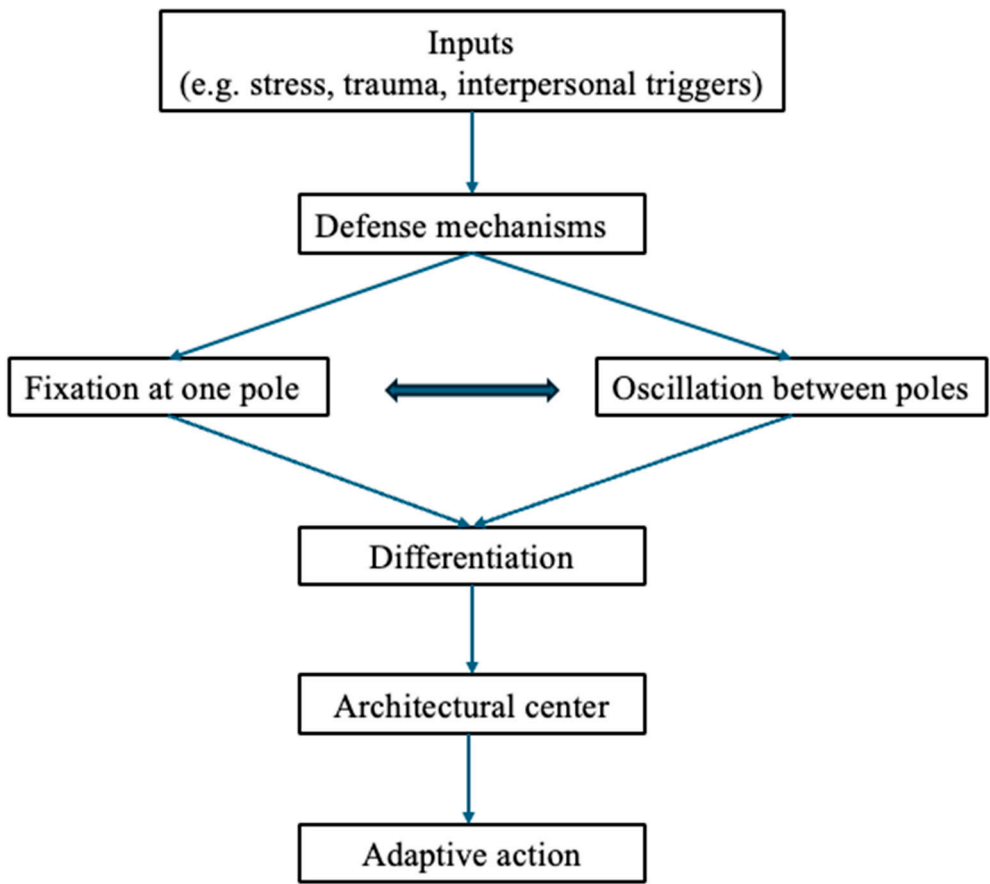 Inputs
(e.g. stress, trauma, interpersonal triggers)
Defense mechanisms
Fixation at one pole
Oscillation between poles
Differentiation
Architectural center
Adaptive action